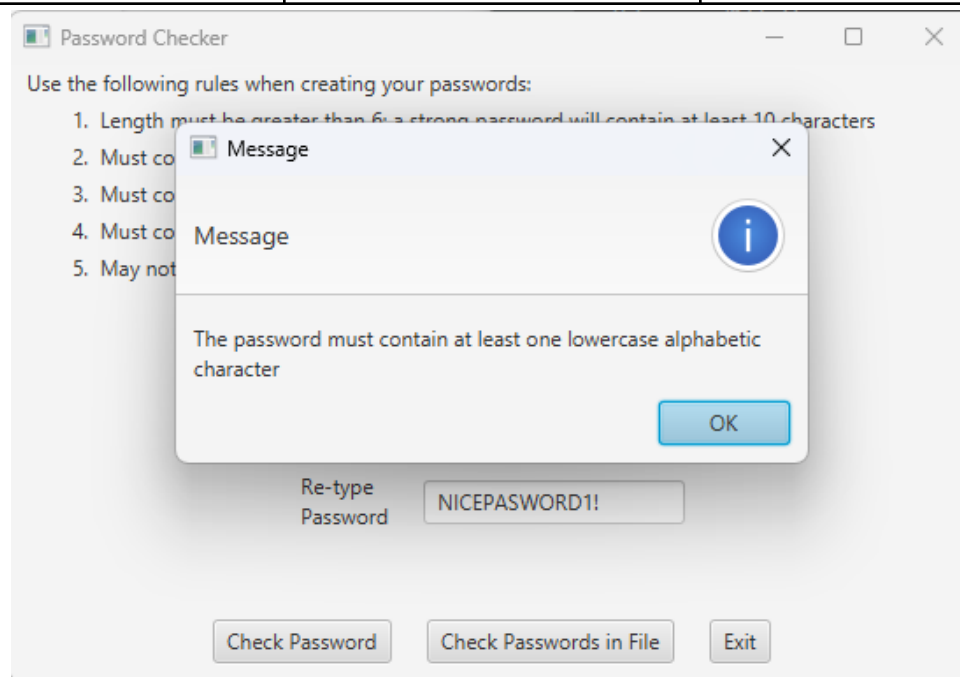 Password Checker
Use the following rules when creating your passwords:
1. Length must be greater than 6; a strong password will contain at least 10 characters
2. Must co
3. Must co
4. Must co
5. May not
Message
Message
The password must contain at least one lowercase alphabetic
character
OK
Re-type
Password
NICEPASWORD1!
Check Password
Check Passwords in File
Exit